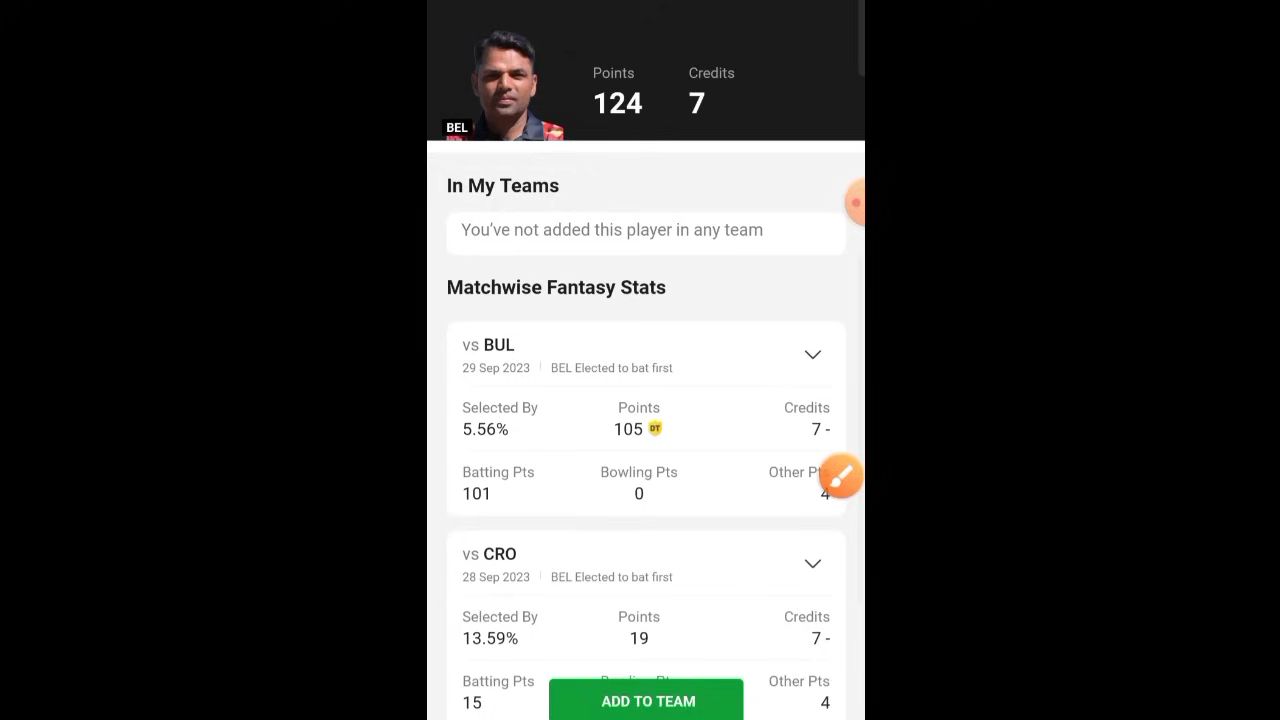 Points Credits
124 7
BEL
In My Teams
You've not added this player in any team
Matchwise Fantasy Stats
vs BUL
29 Sep 2023 BEL Elected to bat first
Selected By Points Credits
5.56% 105 DT 7 -
Batting Pts Bowling Pts Other
101 0 4
vs CRO
28 Sep 2023 BEL Elected to bat first
Selected By Points Credits
13.59% 19 7 -
Batting Pts Other Pts
15 ADD TO TEAM 4